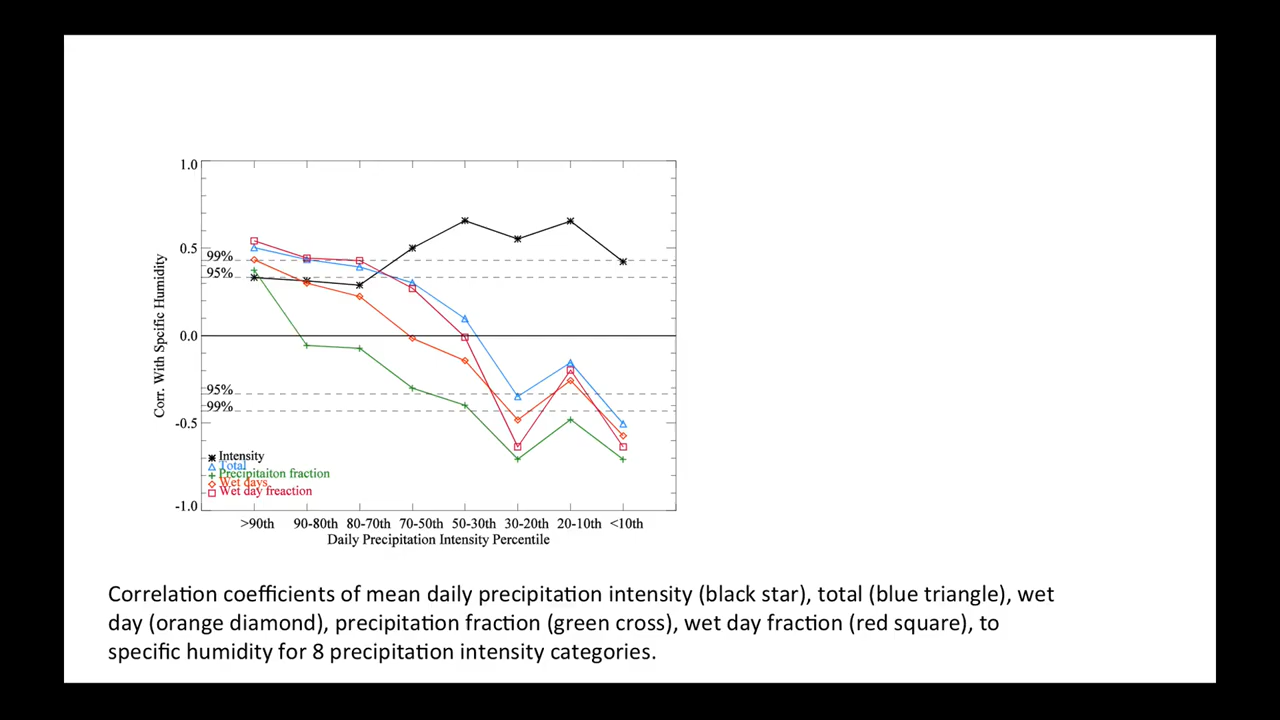 1.0
0.5
99%
95%
0.0
95%
99%
-0.5
-1.0
Corr. With Spcific Humidity
Intensity
Total
Precipitaiton fraction
Wet days
Wet day freaction
>90th 90-80th 80-70th 70-50th 50-30th 30-20th 20-10th <10th
Daily Precipitation Intensity Percentile
Correlation coefficients of mean daily precipitation intensity (black star), total (blue triangle), wet
day (orange diamond), precipitation fraction (green cross), wet day fraction (red square), to
specific humidity for 8 precipitation intensity categories.